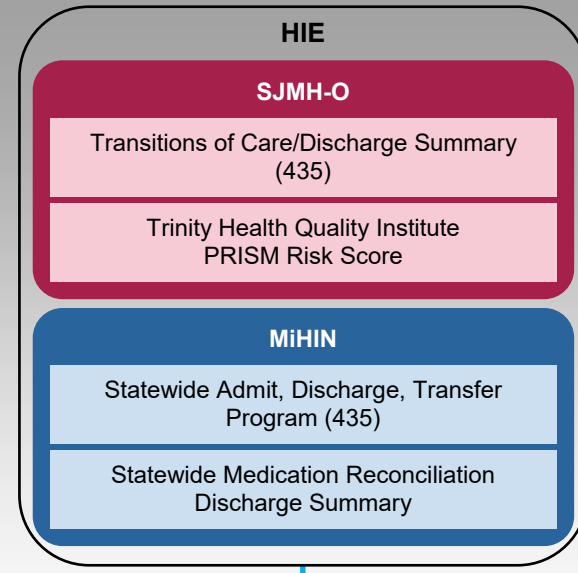 HIE
SJMH-O
Transitions of Care/Discharge Summary
(435)
Trinity Health Quality Institute
PRISM Risk Score
MiHIN
Statewide Admit, Discharge, Transfer
Program (435)
Statewide Medication Reconciliation
Discharge Summary